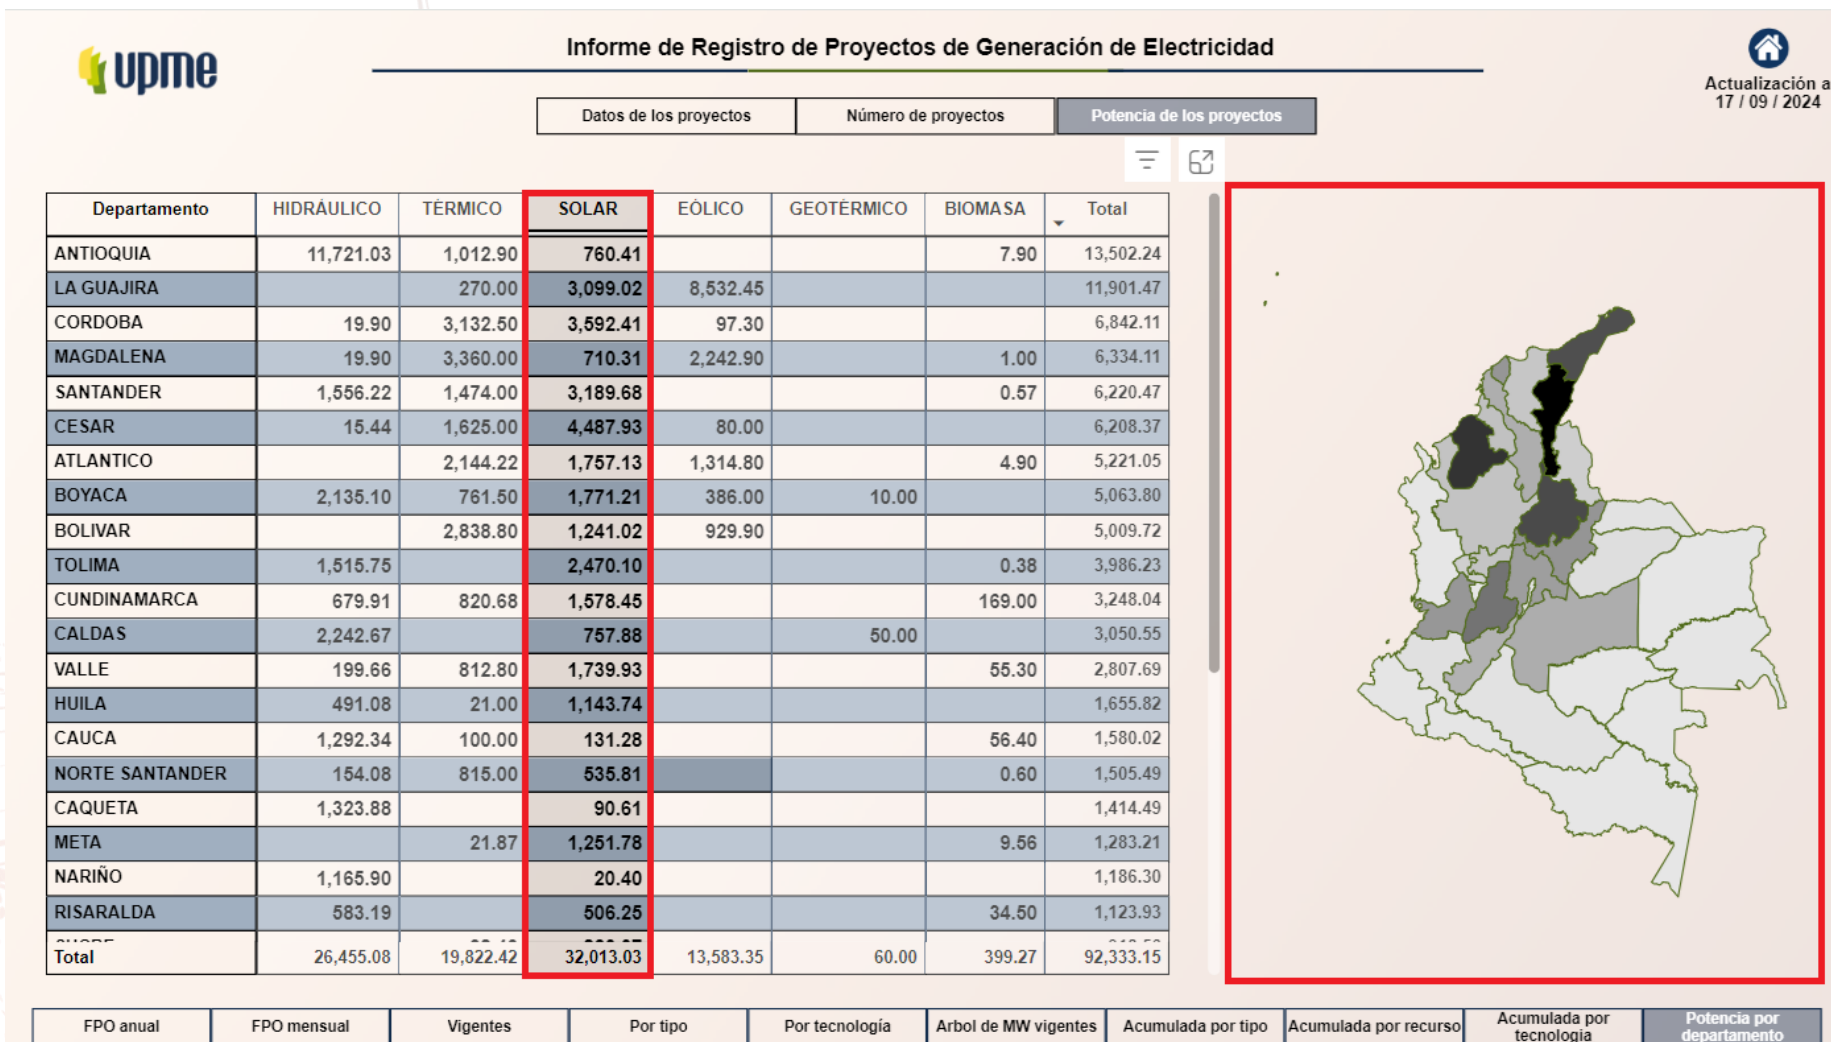 upme
Informe de Registro de Proyectos de Generación de Electricidad
Actualización a
17 / 09 / 2024
Datos de los proyectos Número de proyectos Potencia de los proyectos
Departamento HIDRÁULICO TÉRMICO SOLAR EÓLICO GEOTÉRMICO BIOMASA Total
ANTIOQUIA 11,721.03 1,012.90 760.41 7.90 13,502.24
LA GUAJIRA 270.00 3,099.02 8,532.45 11,901.47
CORDOBA 19.90 3,132.50 3,592.41 97.30 6,842.11
MAGDALENA 19.90 3,360.00 710.31 2,242.90 1.00 6,334.11
SANTANDER 1,556.22 1,474.00 3,189.68 0.57 6,220.47
CESAR 15.44 1,625.00 4,487.93 80.00 6,208.37
ATLANTICO 2,144.22 1,757.13 1,314.80 4.90 5,221.05
BOYACA 2,135.10 761.50 1,771.21 386.00 10.00 5,063.80
BOLIVAR 2,838.80 1,241.02 929.90 5,009.72
TOLIMA 1,515.75 2,470.10 0.38 3,986.23
CUNDINAMARCA 679.91 820.68 1,578.45 169.00 3,248.04
CALDAS 2,242.67 757.88 50.00 3,050.55
VALLE 199.66 812.80 1,739.93 55.30 2,807.69
HUILA 491.08 21.00 1,143.74 1,655.82
CAUCA 1,292.34 100.00 131.28 56.40 1,580.02
NORTE SANTANDER 154.08 815.00 535.81 0.60 1,505.49
CAQUETA 1,323.88 90.61 1,414.49
META 21.87 1,251.78 9.56 1,283.21
NARIÑO 1,165.90 20.40 1,186.30
RISARALDA 583.19 506.25 34.50 1,123.93
Total 26,455.08 19,822.42 32,013.03 13,583.35 60.00 399.27 92,333.15
FPO anual FPO mensual Vigentes Por tipo Por tecnología Arbol de MW vigentes Acumulada por tipo Acumulada por recurso Acumulada por tecnologia Potencia por departamento